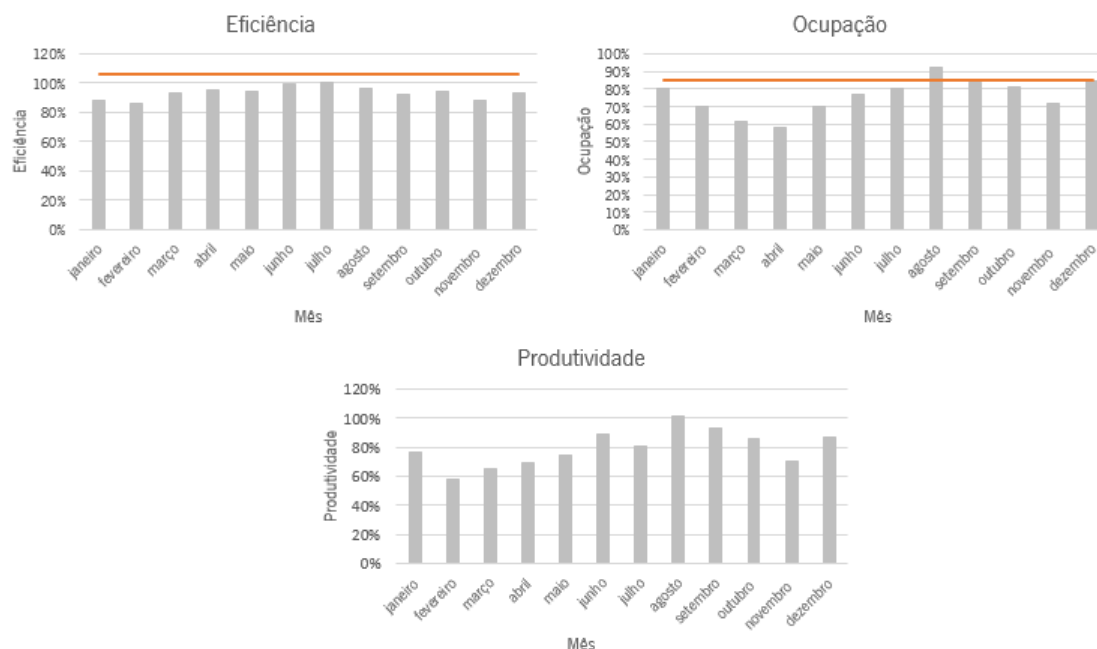 Eficiência
120%
100%
80%
60%
40%
20%
0%
Eficiência
janeiro
fevereiro
março
abril
maio
junho
julho
agosto
setembro
outubro
novembro
dezembro
Mês
Ocupação
100%
90%
80%
70%
60%
50%
40%
30%
20%
10%
0%
Ocupação
janeiro
fevereiro
março
abril
maio
junho
julho
agosto
setembro
outubro
novembro
dezembro
Mês
Produtividade
120%
100%
80%
60%
40%
20%
0%
Produtividade
janeiro
fevereiro
março
abril
maio
junho
julho
agosto
setembro
outubro
novembro
dezembro
Mês